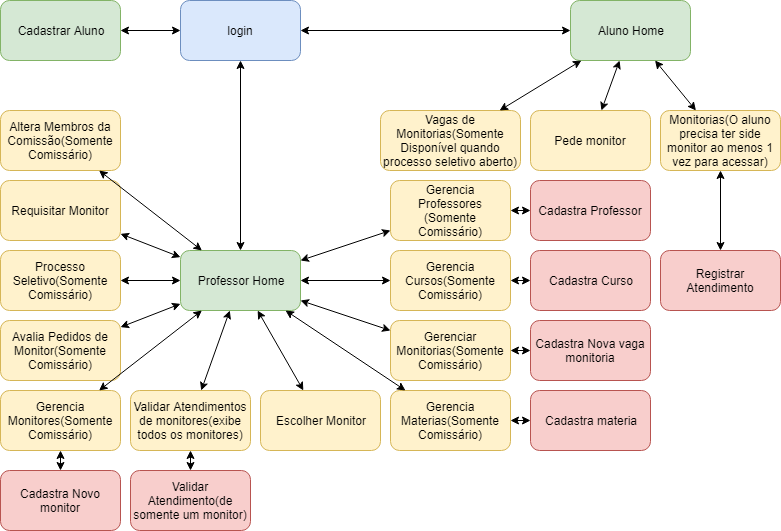 Cadastrar Aluno
login
Aluno Home
Altera Membros da
Comissão(Somente
Comissário)
Vagas de
Monitorias(Somente
Disponível quando
processo seletivo aberto)
Pede monitor
Monitorias(O aluno
precisa ter side
monitor ao menos 1
vez para acessar)
Requisitar Monitor
Gerencia
Professores
(Somente
Comissário)
Cadastra Professor
Processo
Seletivo(Somente
Comissário)
Professor Home
Gerencia
Cursos(Somente
Comissário)
Cadastra Curso
Registrar
Atendimento
Avalia Pedidos de
Monitor(Somente
Comissário)
Gerenciar
Monitorias(Somente
Comissário)
Cadastra Nova vaga
monitoria
Gerencia
Monitores(Somente
Comissário)
Validar Atendimentos
de monitores(exibe
todos os monitores)
Escolher Monitor
Gerencia
Materias(Somente
Comissário)
Cadastra materia
Cadastra Novo
monitor
Validar
Atendimento(de
somente um monitor)